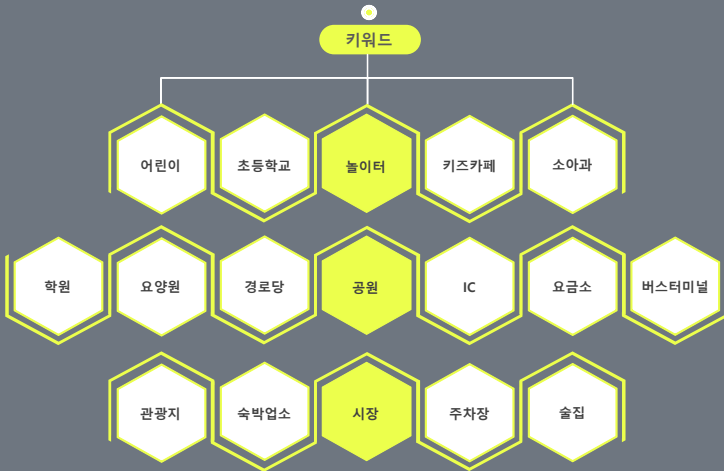 키워드
어린이 초등학교 놀이터 키즈카페 소아과
학원 요양원 경로당 공원 IC 요금소 버스터미널
관광지 숙박업소 시장 주차장 술집